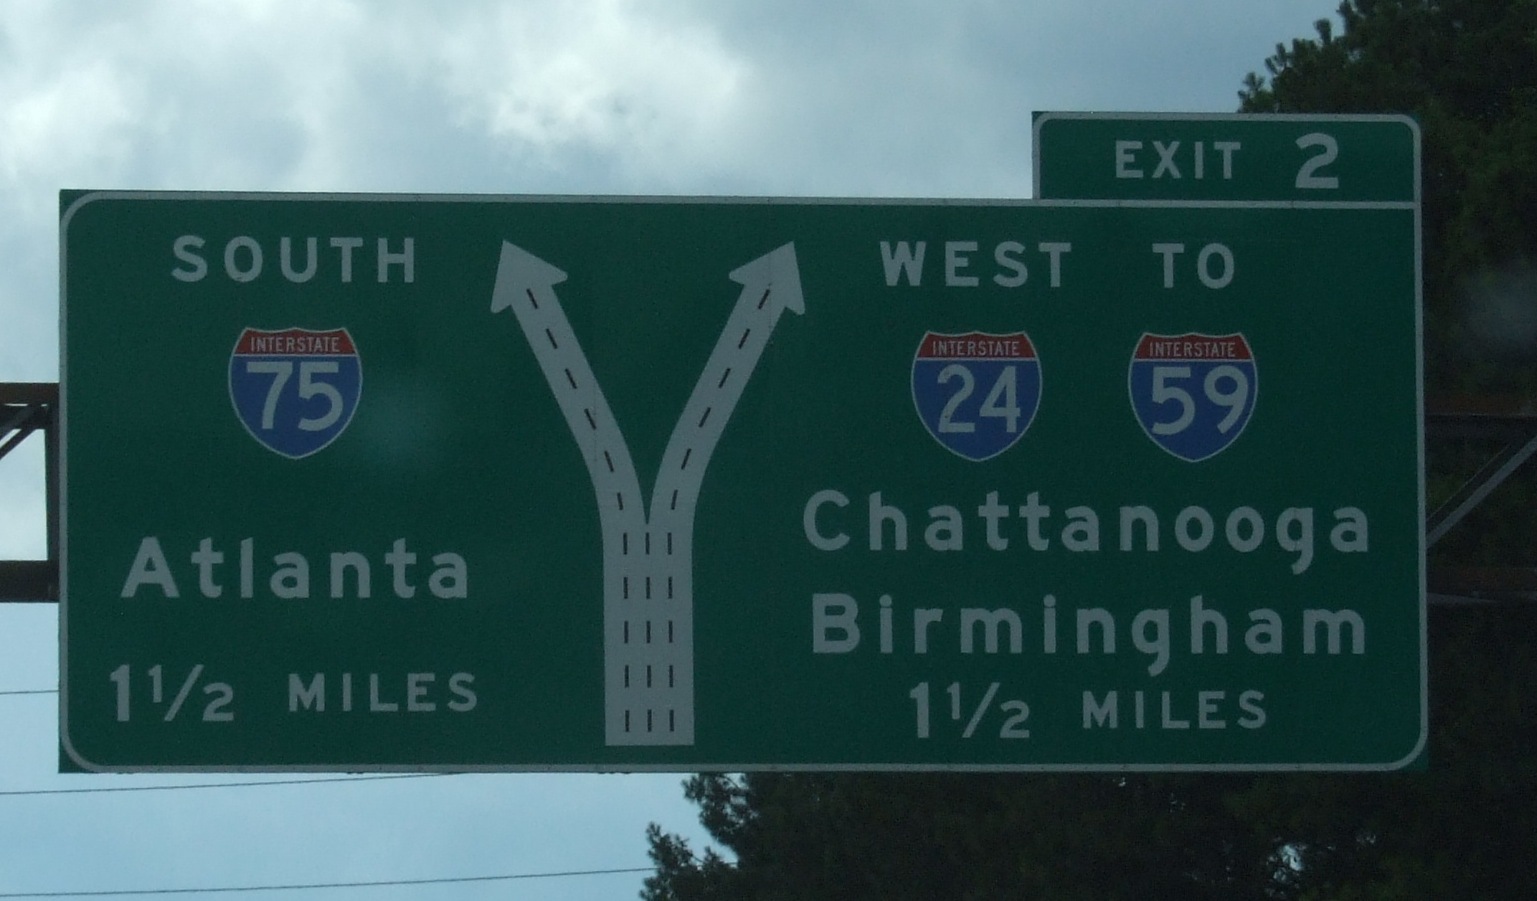 EXIT 2
SOUTH
INTERSTATE
75
Atlanta
1 1/2 MILES
WEST TO
INTERSTATE
24
INTERSTATE
59
Chattanooga
Birmingham
1 1/2 MILES